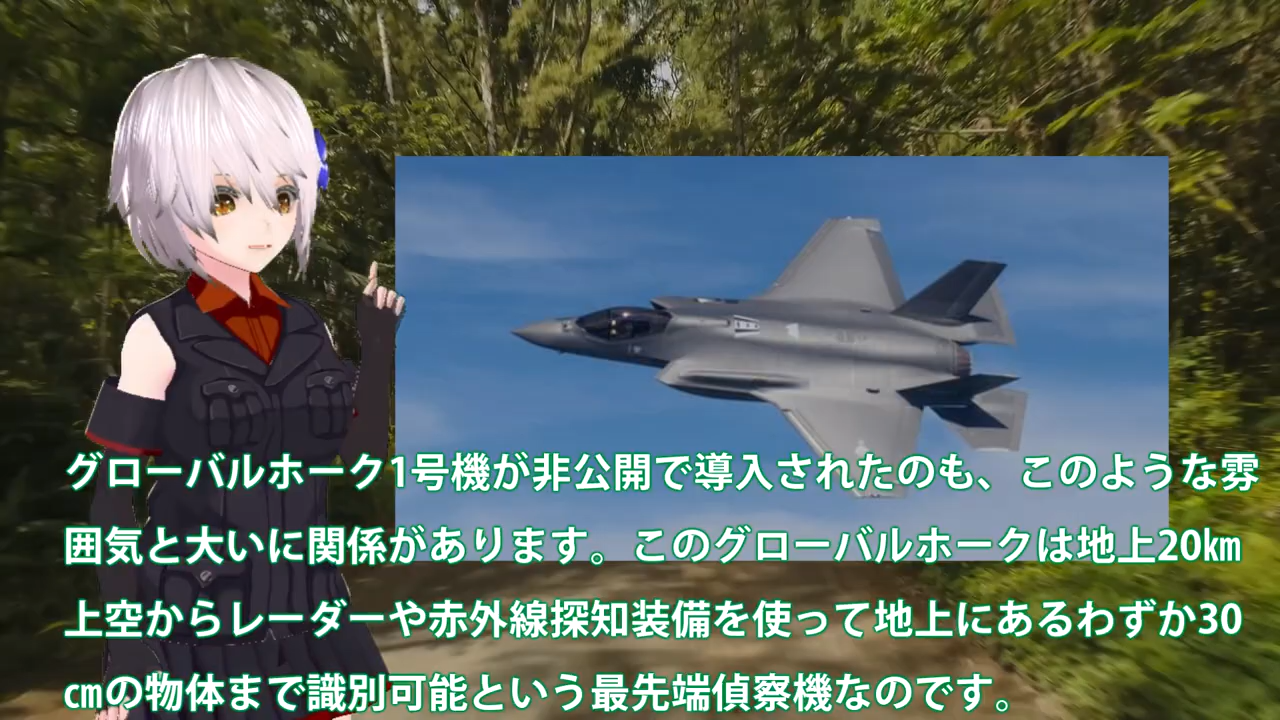 グローバルホーク1号機が非公開で導入されたのも、このような雰
囲気と大いに関係があります。このグローバルホークは地上20㎞
上空からレーダーや赤外線探知装備を使って地上にあるわずか30
㎝の物体まで識別可能という最先端偵察機なのです。